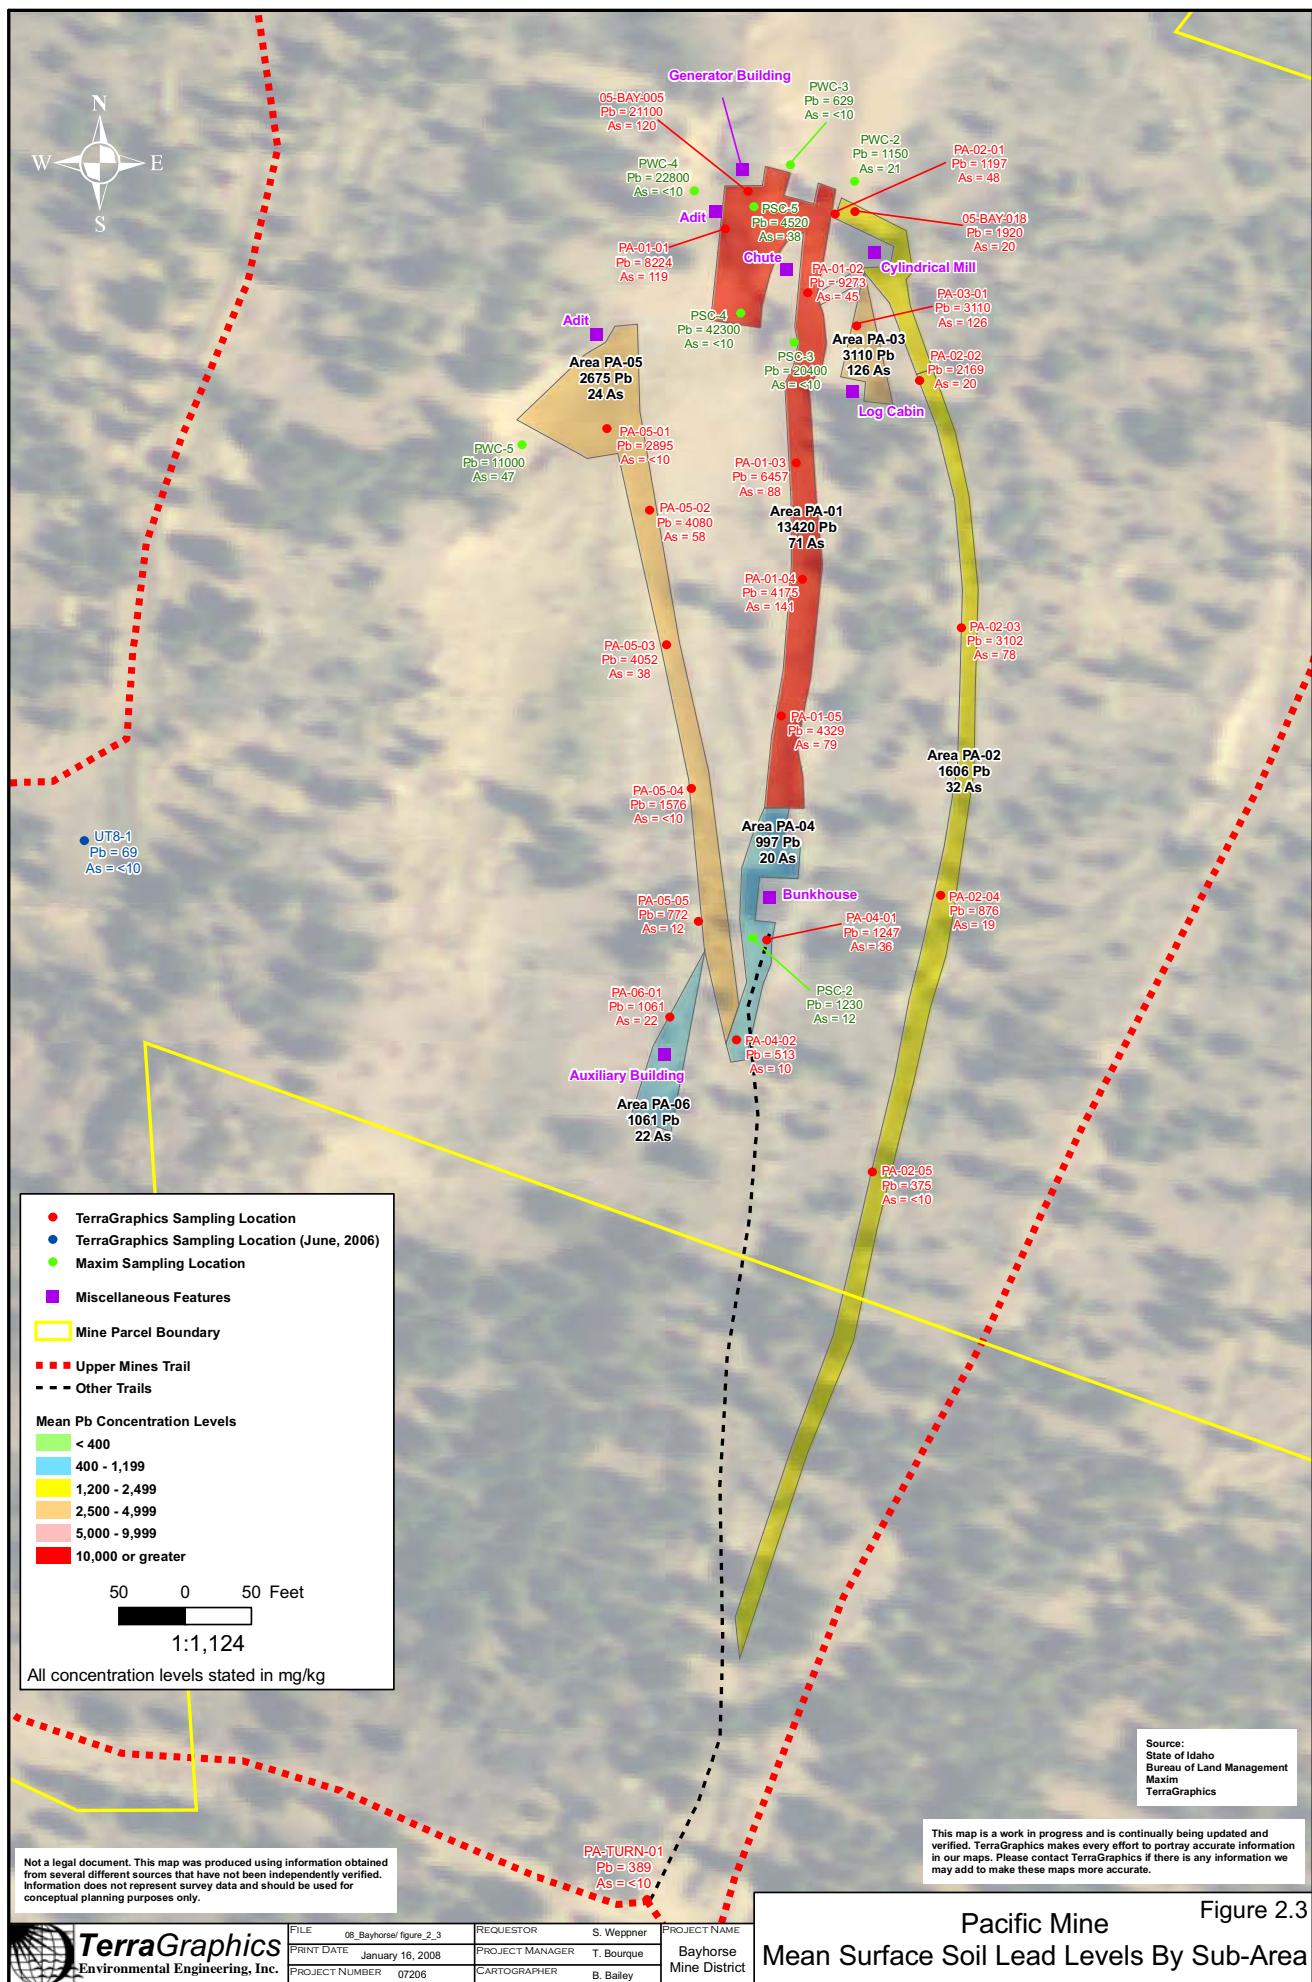 N
W
E
S
Generator Building
05-BAY-005
Pb = 21100
As = 120
PWC-3
Pb = 629
As = <10
PWC-2
Pb = 1150
As = 21
PA-02-01
Pb = 1197
As = 48
PWC-4
Pb = 22800
As = <10
Adit
PSC-5
Pb = 4520
As = 38
05-BAY-018
Pb = 1920
As = 20
PA-01-01
Pb = 8224
As = 119
Chute
Cylindrical Mill
PA-01-02
Pb = 9273
As = 45
PA-03-01
Pb = 3110
As = 126
PSC-4
Pb = 42300
As = <10
Adit
PSC-3
Pb = 20400
As = <10
Area PA-03
3110 Pb
126 As
PA-02-02
Pb = 2169
As = 20
Area PA-05
2675 Pb
24 As
Log Cabin
PA-05-01
Pb = 2895
As = <10
PWC-5
Pb = 11000
As = 47
PA-01-03
Pb = 6457
As = 88
PA-05-02
Pb = 4080
As = 58
Area PA-01
13420 Pb
71 As
PA-01-04
Pb = 4175
As = 141
PA-05-03
Pb = 4052
As = 38
PA-02-03
Pb = 3102
As = 78
PA-01-05
Pb = 4329
As = 79
Area PA-02
1606 Pb
32 As
PA-05-04
Pb = 1576
As = <10
Area PA-04
997 Pb
20 As
UT8-1
Pb = 69
As = <10
Bunkhouse
PA-05-05
Pb = 772
As = 12
PA-04-01
Pb = 1247
As = 36
PA-02-04
Pb = 876
As = 19
PA-06-01
Pb = 1061
As = 22
PSC-2
Pb = 1230
As = 12
PA-04-02
Pb = 513
As = 10
Auxiliary Building
Area PA-06
1061 Pb
22 As
PA-02-05
Pb = 375
As = <10
TerraGraphics Sampling Location
TerraGraphics Sampling Location (June, 2006)
Maxim Sampling Location
Miscellaneous Features
Mine Parcel Boundary
Upper Mines Trail
Other Trails
Mean Pb Concentration Levels
< 400
400 - 1,199
1,200 - 2,499
2,500 - 4,999
5,000 - 9,999
10,000 or greater
50 0 50 Feet
1:1,124
All concentration levels stated in mg/kg
Source:
State of Idaho
Bureau of Land Management
Maxim
TerraGraphics
PA-TURN-01
Pb = 389
As = <10
This map is a work in progress and is continually being updated and
verified. TerraGraphics makes every effort to portray accurate information
in our maps. Please contact TerraGraphics if there is any information we
may add to make these maps more accurate.
Not a legal document. This map was produced using information obtained
from several different sources that have not been independently verified.
Information does not represent survey data and should be used for
conceptual planning purposes only.
TerraGraphics
Environmental Engineering, Inc.
FILE 08_Bayhorse/ figure_2_3
PRINT DATE January 16, 2008
PROJECT NUMBER 07206
REQUESTOR S. Weppner
PROJECT MANAGER T. Bourque
CARTOGRAPHER B. Bailey
PROJECT NAME
Bayhorse
Mine District
Figure 2.3
Pacific Mine
Mean Surface Soil Lead Levels By Sub-Area